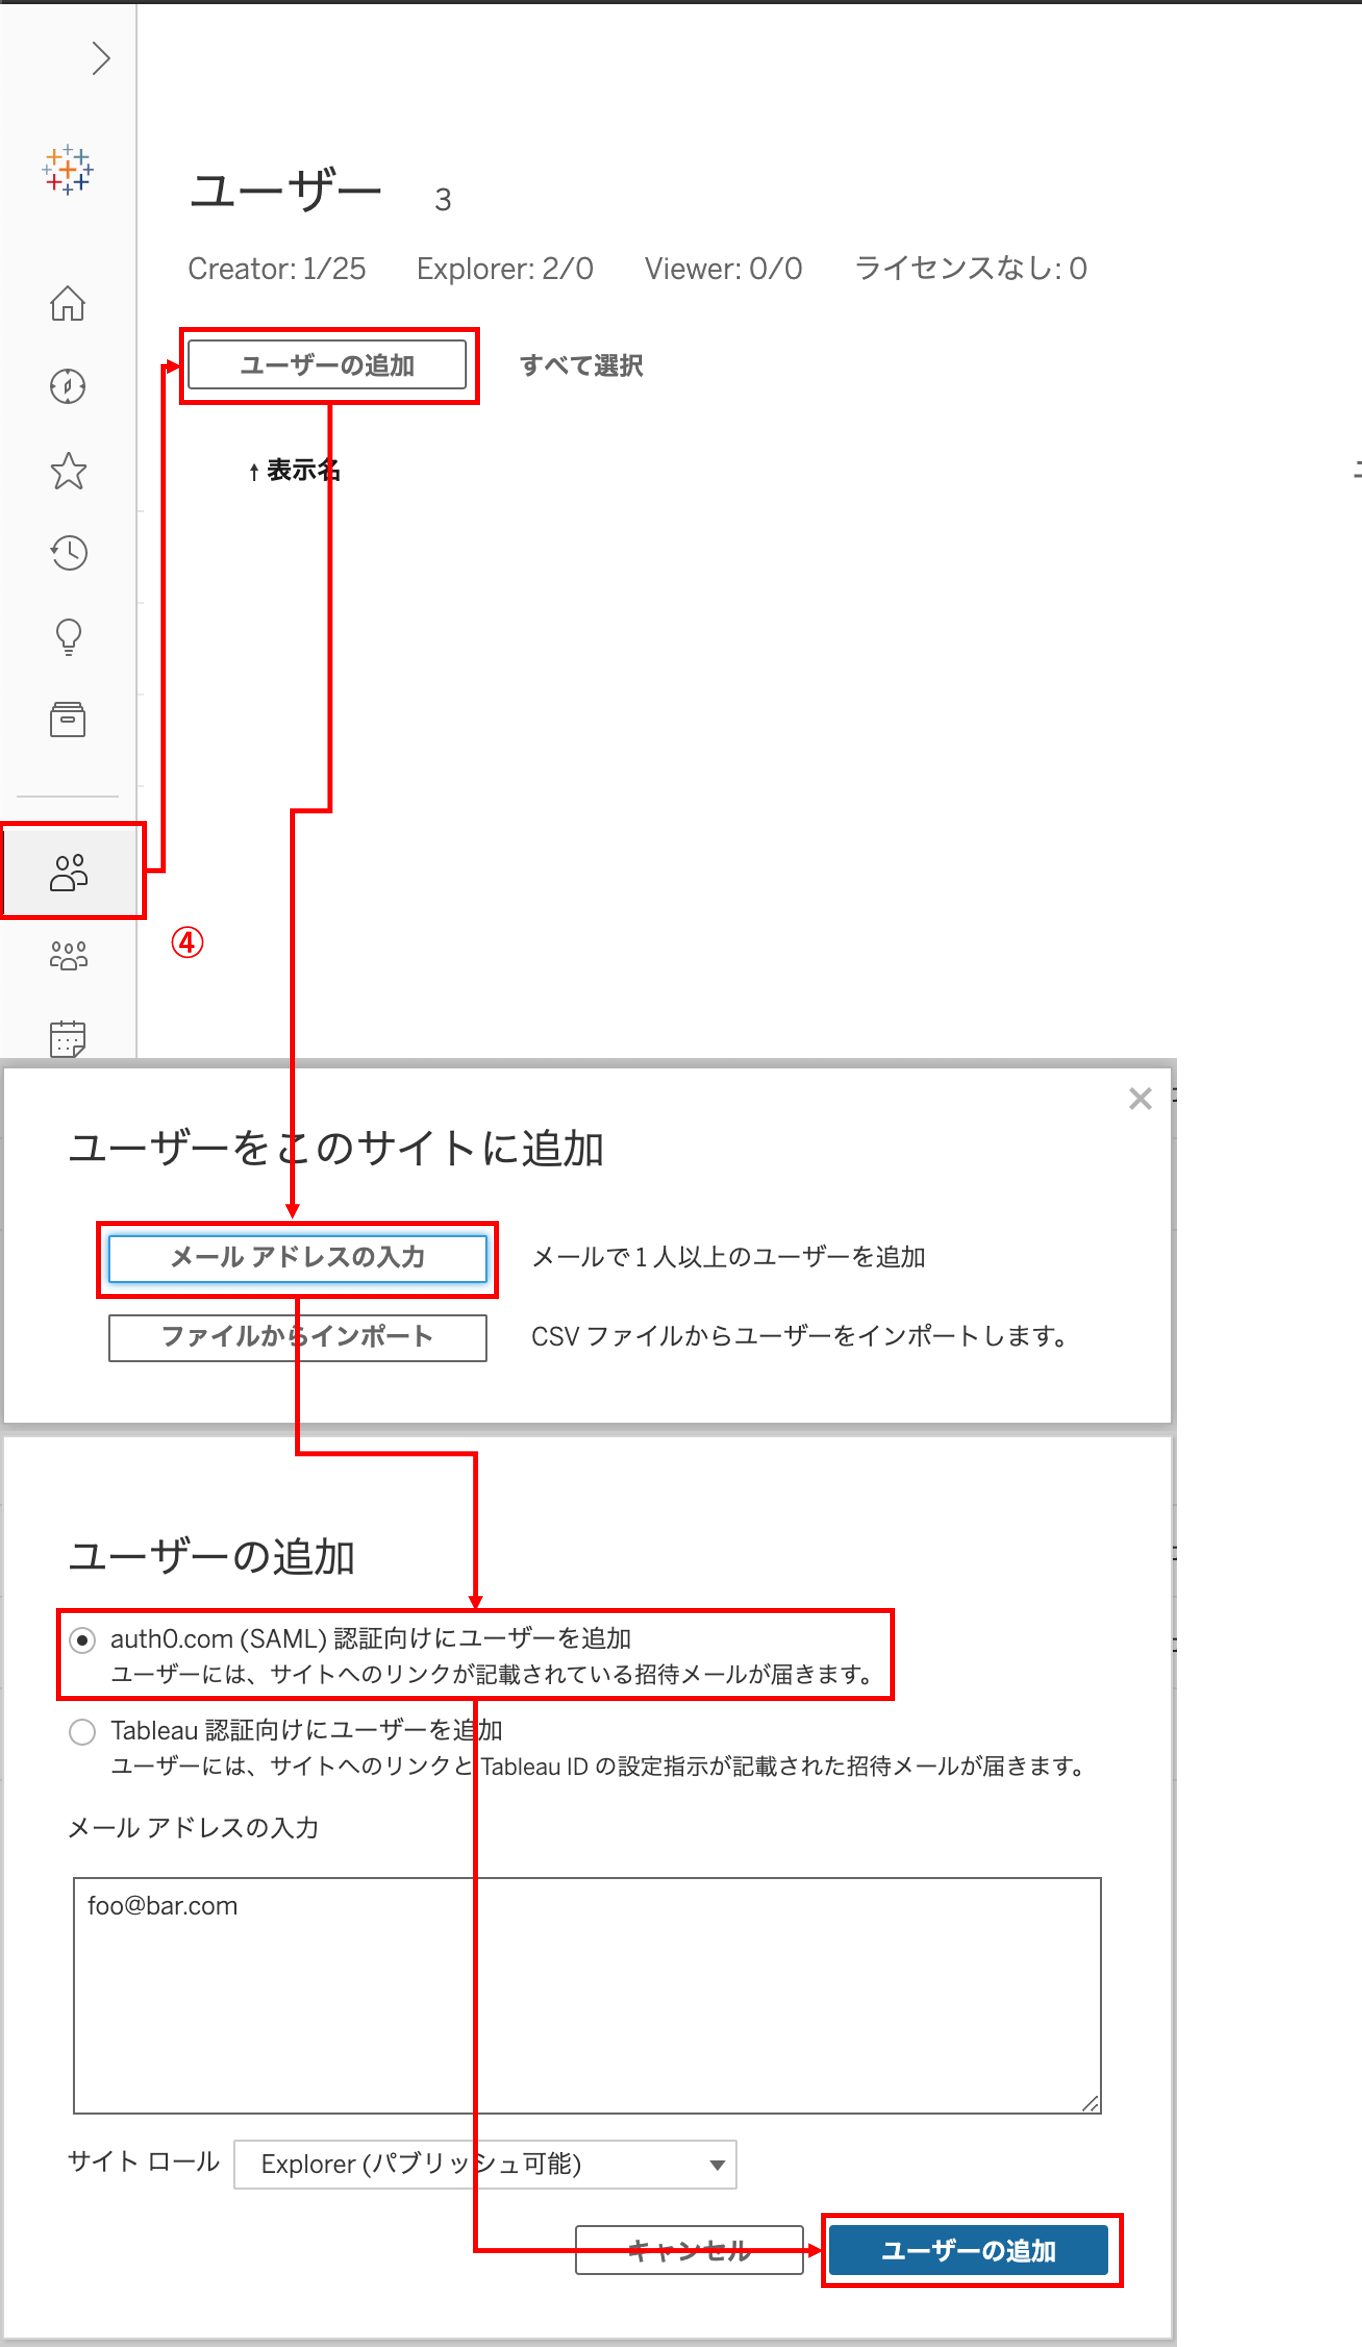 ユーザー 3
Creator: 1/25 Explorer: 2/0 Viewer: 0/0 ライセンスなし: 0
ユーザーの追加 すべて選択
↑ 表示名
④
ユーザーをこのサイトに追加
メール アドレスの入力 メールで 1 人以上のユーザーを追加
ファイルからインポート CSV ファイルからユーザーをインポートします。
ユーザーの追加
auth0.com (SAML) 認証向けにユーザーを追加
ユーザーには、サイトへのリンクが記載されている招待メールが届きます。
Tableau 認証向けにユーザーを追加
ユーザーには、サイトへのリンクと Tableau ID の設定指示が記載された招待メールが届きます。
メール アドレスの入力
foo@bar.com
サイト ロール Explorer (パブリッシュ可能)
キャンセル ユーザーの追加